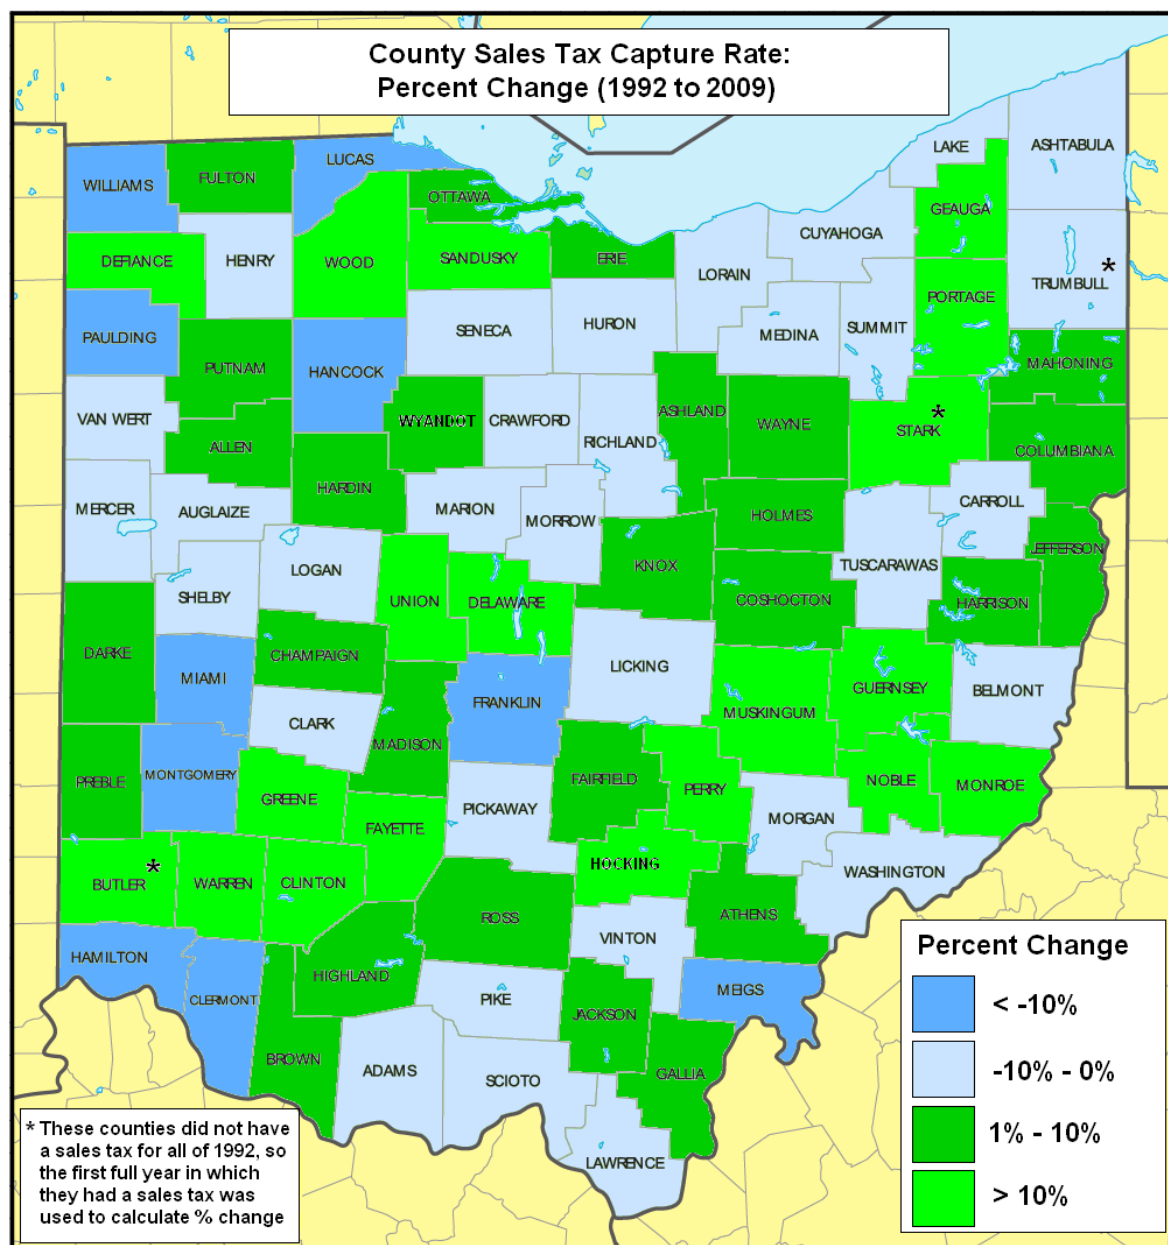 County Sales Tax Capture Rate:
Percent Change (1992 to 2009)
LAKE
ASHTABULA
LUCAS
WILLIAMS
FULTON
OTTAWA
GEAUGA
CUYAHOGA
DEFIANCE
HENRY
WOOD
SANDUSKY
ERIE
LORAIN
*
TRUMBULL
PORTAGE
PAULDING
SENECA
HURON
MEDINA
SUMMIT
PUTNAM
HANCOCK
MAHONING
VAN WERT
WYANDOT
CRAWFORD
ASHLAND
WAYNE
*
STARK
ALLEN
RICHLAND
COLUMBIANA
HARDIN
MERCER
AUGLAIZE
MARION
MORROW
HOLMES
CARROLL
LOGAN
KNOX
TUSCARAWAS
JEFFERSON
SHELBY
UNION
DELAWARE
COSHOCTON
HARRISON
DARKE
CHAMPAIGN
MIAMI
LICKING
GUERNSEY
BELMONT
FRANKLIN
CLARK
MUSKINGUM
MADISON
PREBLE
MONTGOMERY
FAIRFIELD
NOBLE
MONROE
GREENE
PERRY
PICKAWAY
MORGAN
FAYETTE
*
BUTLER
WARREN
CLINTON
HOCKING
WASHINGTON
ROSS
ATHENS
VINTON
HAMILTON
HIGHLAND
MEIGS
CLERMONT
PIKE
JACKSON
BROWN
ADAMS
SCIOTO
GALLIA
LAWRENCE
Percent Change
< -10%
-10% - 0%
1% - 10%
> 10%
* These counties did not have
a sales tax for all of 1992, so
the first full year in which
they had a sales tax was
used to calculate % change